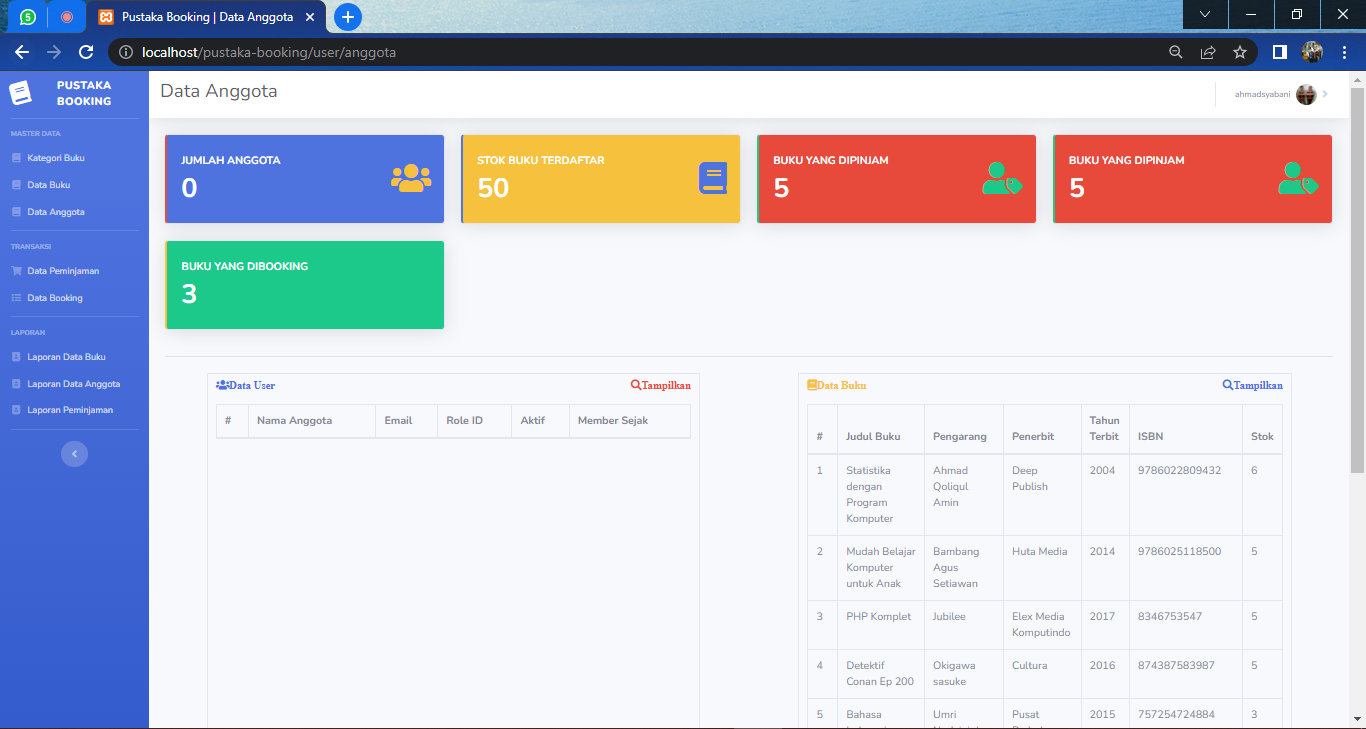 Pustaka Booking | Data Anggota
localhost/pustaka-booking/user/anggota
PUSTAKA
BOOKING
MASTER DATA
Kategori Buku
Data Buku
Data Anggota
TRANSAKSI
Data Peminjaman
Data Booking
LAPORAN
Laporan Data Buku
Laporan Data Anggota
Laporan Peminjaman
Data Anggota
ahmadsyabani
JUMLAH ANGGOTA
0
STOK BUKU TERDAFTAR
50
BUKU YANG DIPINJAM
5
BUKU YANG DIPINJAM
5
BUKU YANG DIBOOKING
3
Data User
Tampilkan
# Nama Anggota Email Role ID Aktif Member Sejak
Data Buku
Tampilkan
# Judul Buku Pengarang Penerbit Tahun Terbit ISBN Stok
1 Statistika dengan Program Komputer Ahmad Qoliqul Amin Deep Publish 2004 9786022809432 6
2 Mudah Belajar Komputer untuk Anak Bambang Agus Setiawan Huta Media 2014 9786025118500 5
3 PHP Komplet Jubilee Elex Media Komputindo 2017 8346753547 5
4 Detektif Conan Ep 200 Okigawa sasuke Cultura 2016 874387583987 5
5 Bahasa Umri Pusat 2015 757254724884 3